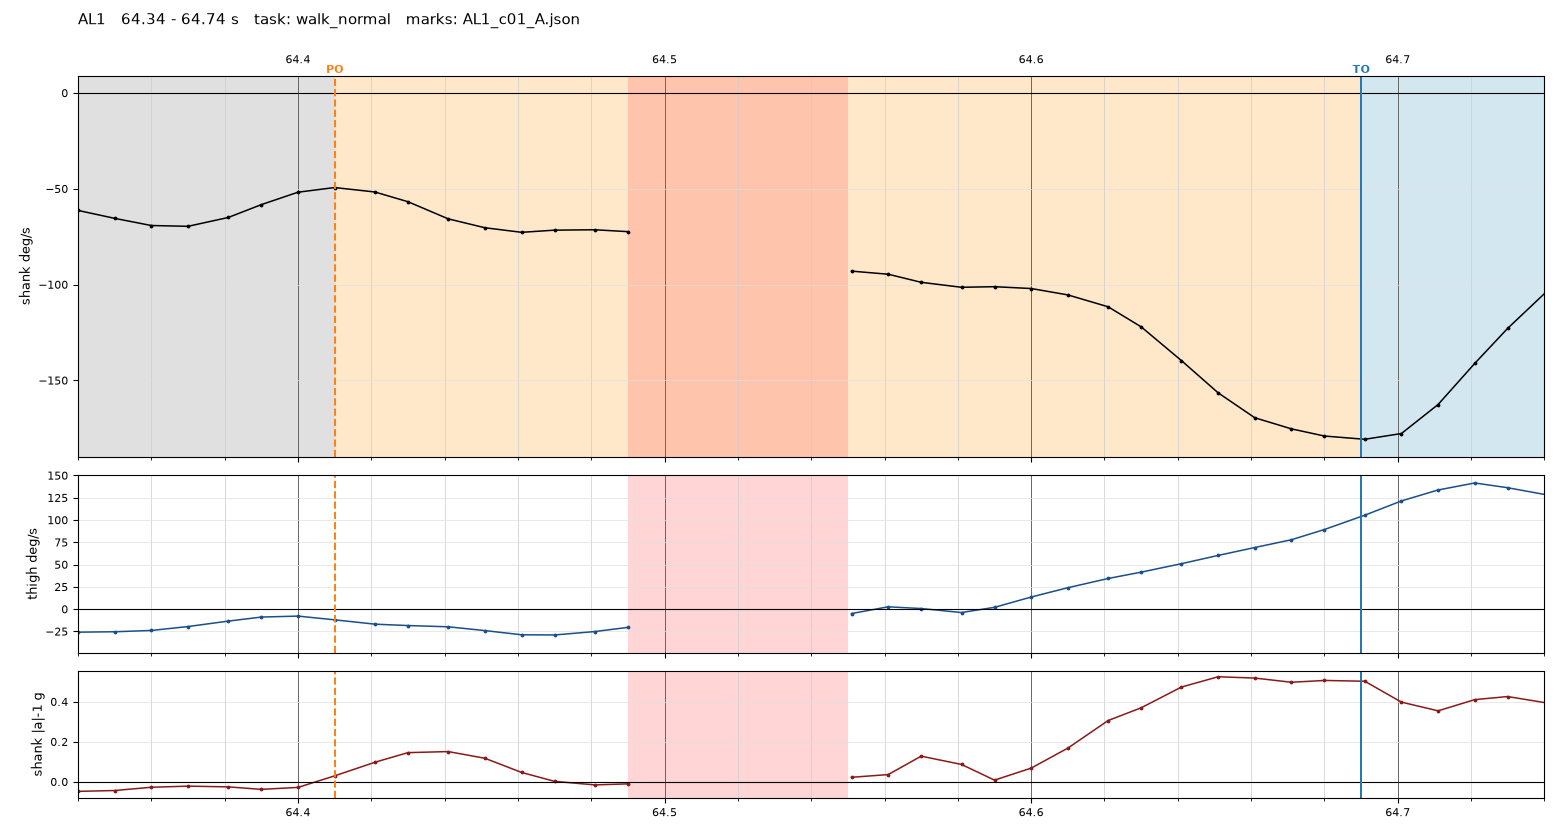 AL1   64.34 - 64.74 s   task: walk_normal   marks: AL1_c01_A.json
64.4 64.5 64.6 64.7
PO TO
shank deg/s
0
−50
−100
−150
thigh deg/s
150
125
100
75
50
25
0
−25
shank |a|-1 g
0.4
0.2
0.0
64.4 64.5 64.6 64.7